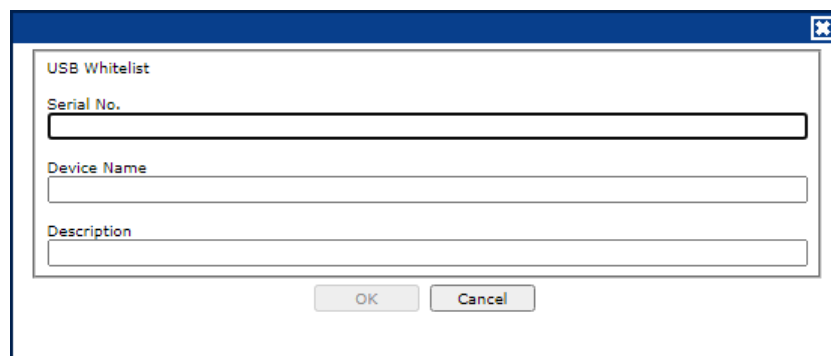 USB Whitelist
Serial No.
Device Name
Description
OK Cancel